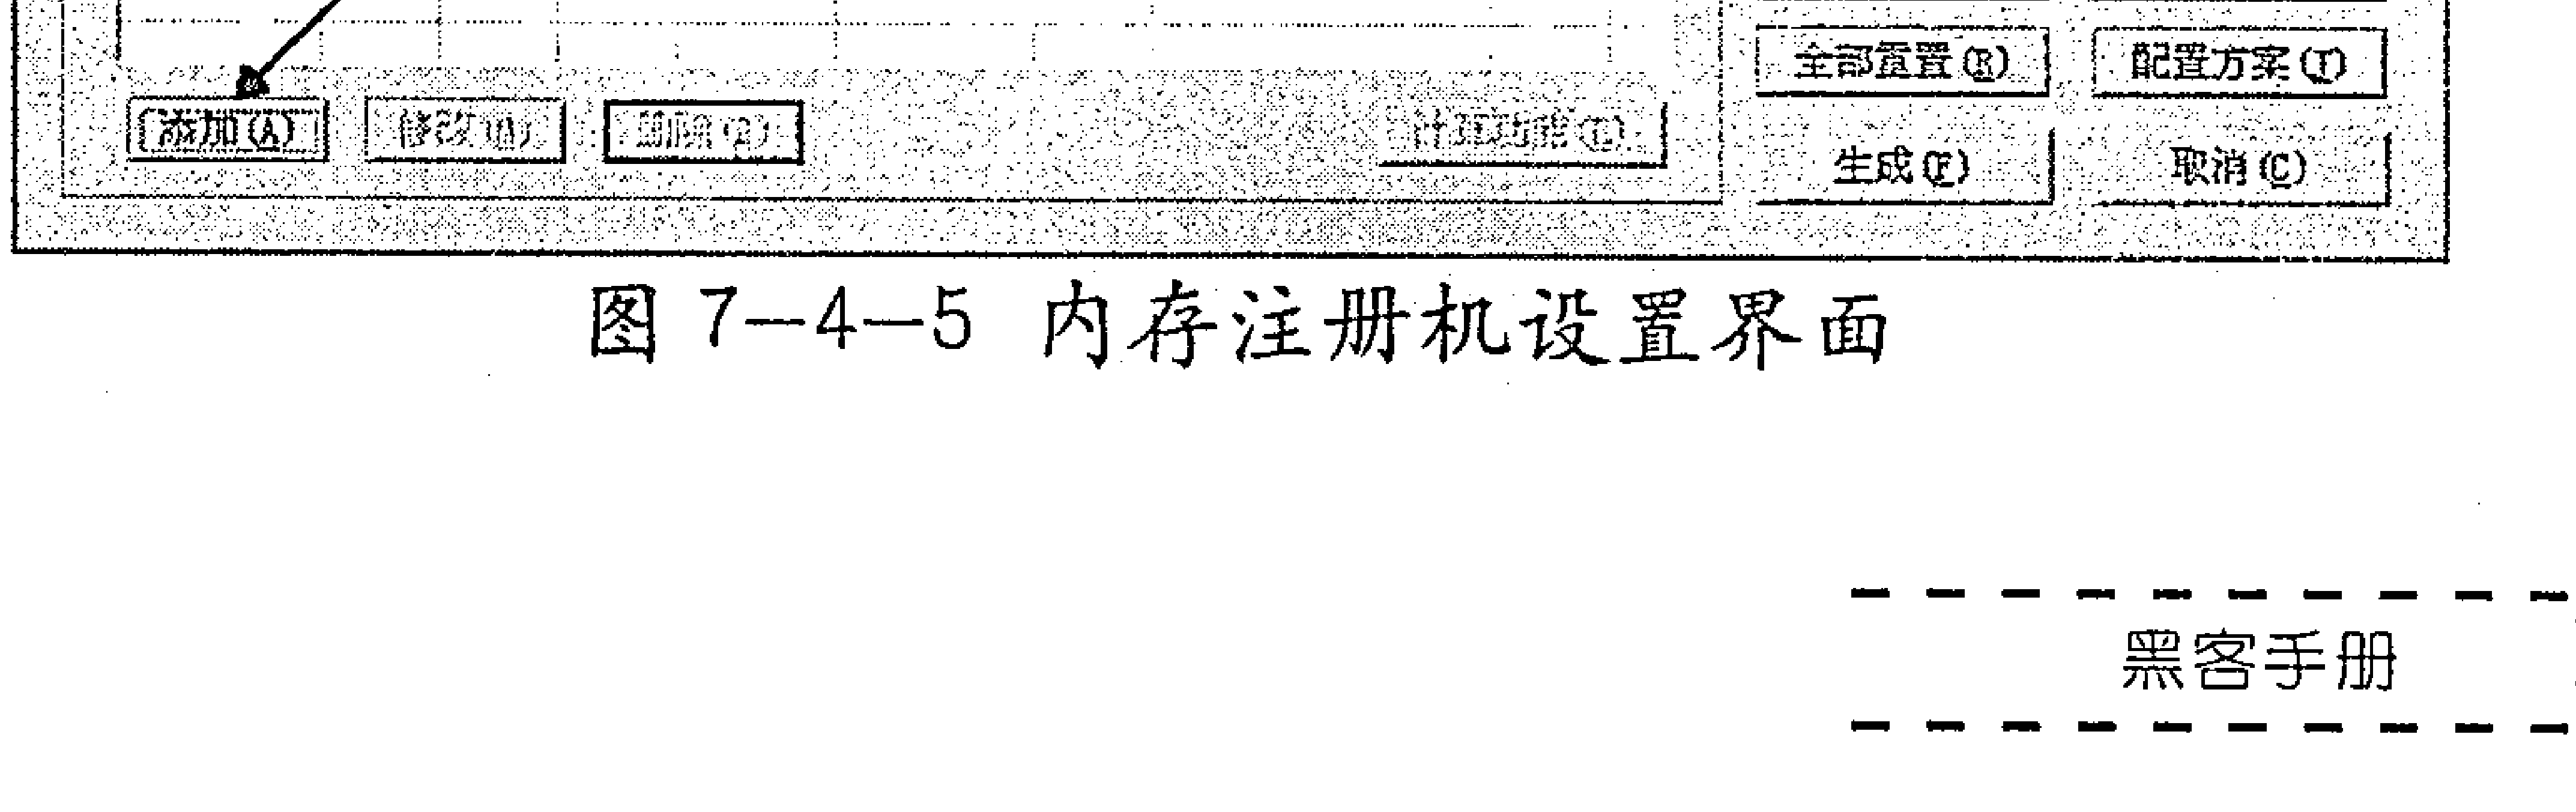 全部重置(R) 配置方案(T)
添加(A) 修改(M) 删除(D)
生成(F) 取消(C)
图 7-4-5 内存注册机设置界面
黑客手册